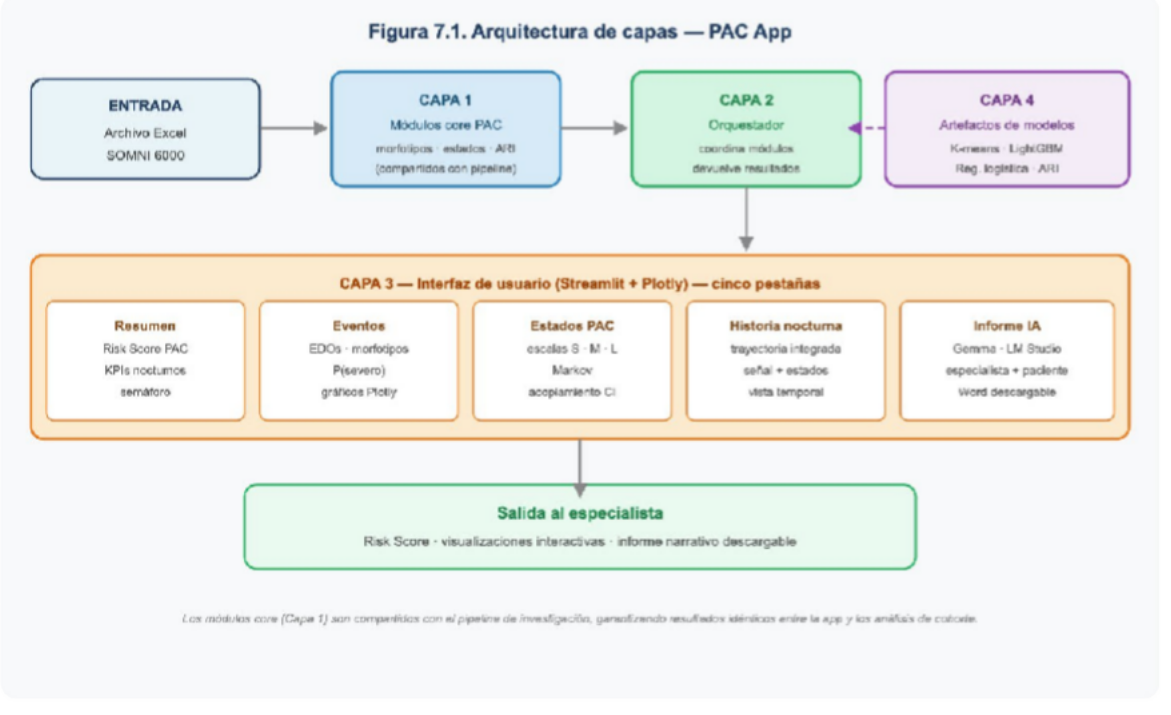 Figura 7.1. Arquitectura de capas — PAC App
ENTRADA
Archivo Excel
SOMNI 6000
CAPA 1
Módulos core PAC
morfotipos · estados · ARI
(compartidos con pipeline)
CAPA 2
Orquestador
coordina módulos
devuelve resultados
CAPA 4
Artefactos de modelos
K-means · LightGBM
Reg. logística · ARI
CAPA 3 — Interfaz de usuario (Streamlit + Plotly) — cinco pestañas
Resumen
Risk Score PAC
KPIs nocturnos
semáforo
Eventos
EDOs · morfotipos
P(severo)
gráficos Plotly
Estados PAC
escalas S · M · L
Markov
acoplamiento CI
Historia nocturna
trayectoria integrada
señal + estados
vista temporal
Informe IA
Gemma · LM Studio
especialista + paciente
Word descargable
Salida al especialista
Risk Score · visualizaciones interactivas · informe narrativo descargable
Los módulos core (Capa 1) son compartidos con el pipeline de investigación, garantizando resultados idénticos entre la app y los análisis de cohorte.